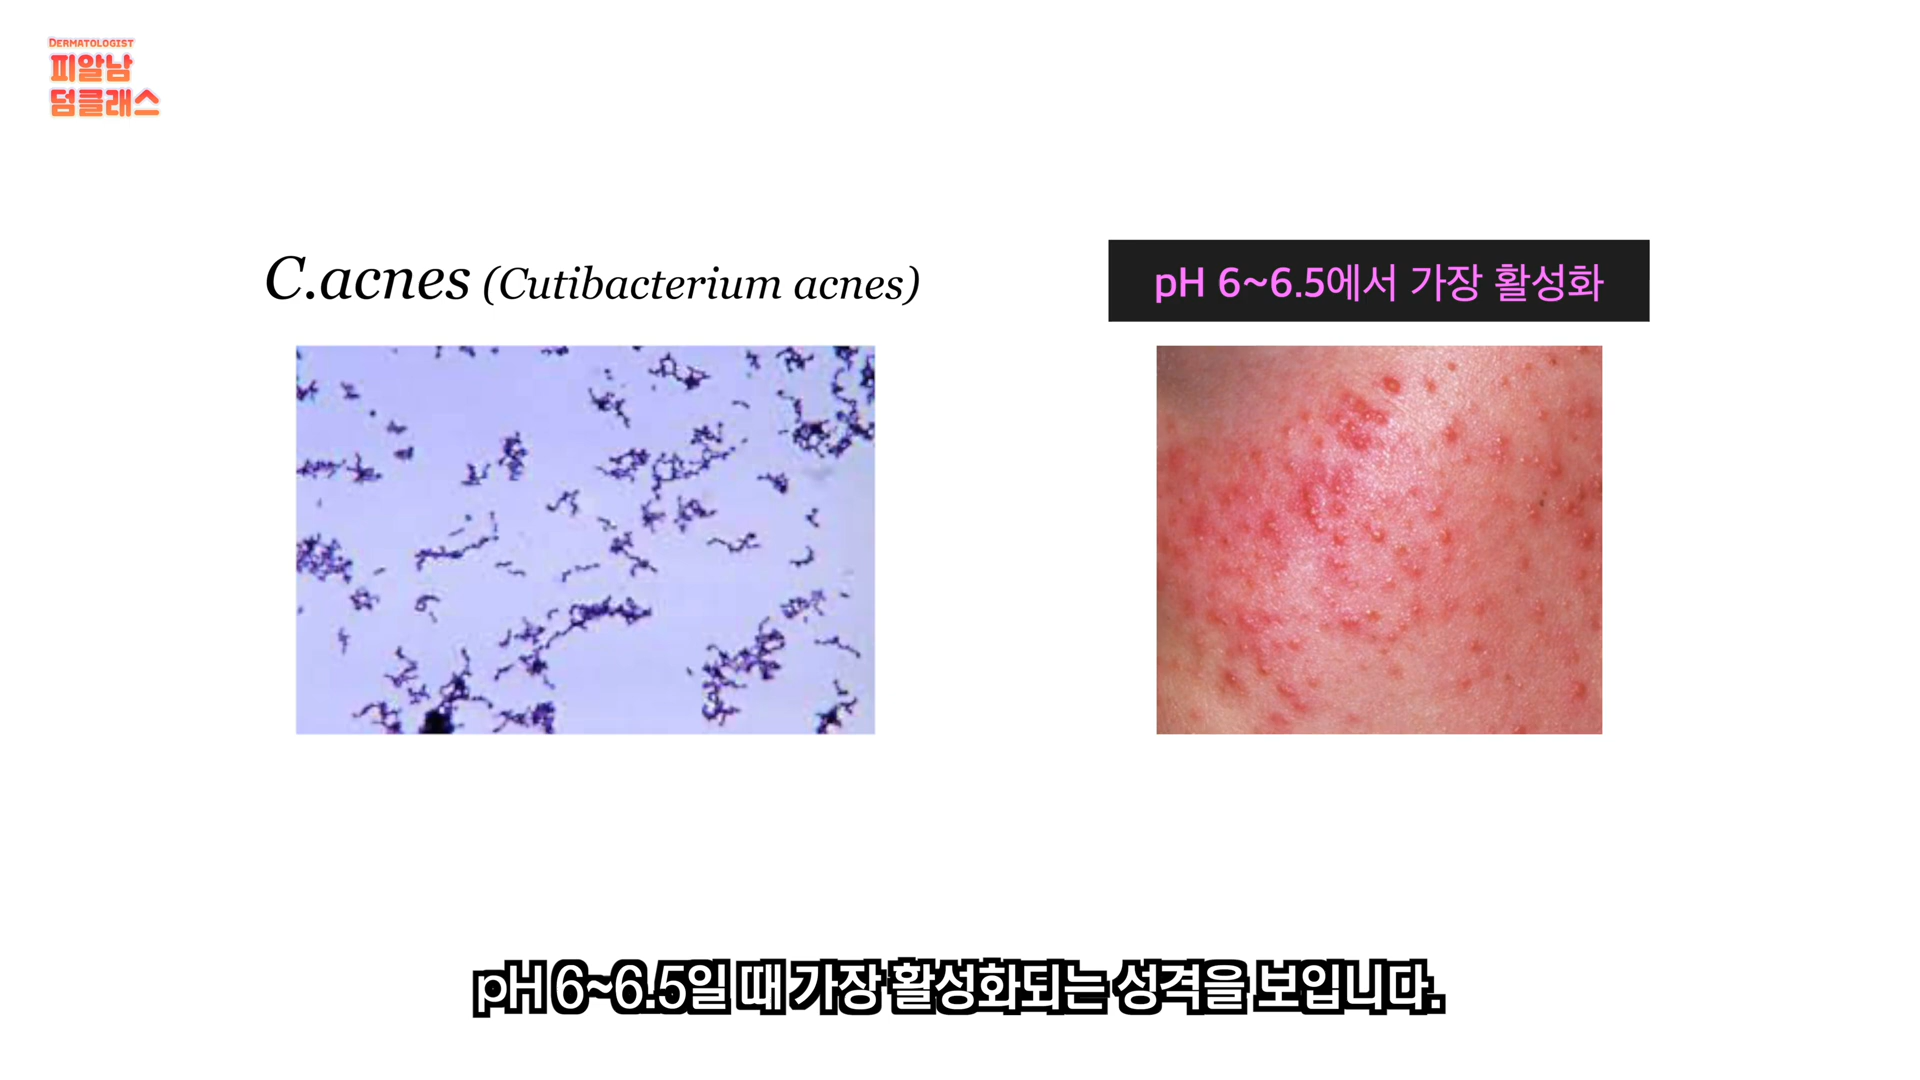 DERMATOLOGIST
피알남
덤클래스
C.acnes (Cutibacterium acnes)
pH 6~6.5에서 가장 활성화
pH 6~6.5일 때 가장 활성화되는 성격을 보입니다.